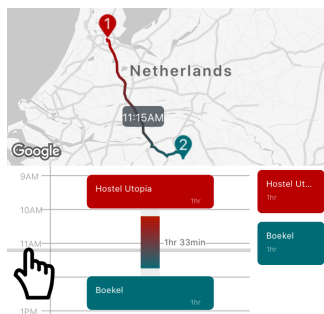 1
Netherlands
11:15AM
2
Google
9AM
Hostel Utopia
1hr
Hostel Ut...
1hr
10AM
Boekel
1hr
11AM
1hr 33min
Boekel
1hr
1PM